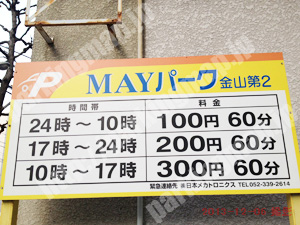 P MAYパーク 金山第2
時間帯 料金
24時～10時 100円 60分
17時～24時 200円 60分
10時～17時 300円 60分
緊急連絡先 ㈱日本メカトロニクス TEL052-339-2614